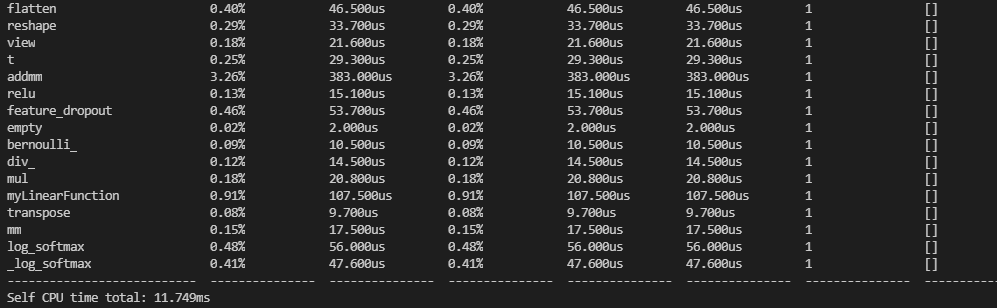 flatten 0.40% 46.500us 0.40% 46.500us 46.500us 1 []
reshape 0.29% 33.700us 0.29% 33.700us 33.700us 1 []
view 0.18% 21.600us 0.18% 21.600us 21.600us 1 []
t 0.25% 29.300us 0.25% 29.300us 29.300us 1 []
addmm 3.26% 383.000us 3.26% 383.000us 383.000us 1 []
relu 0.13% 15.100us 0.13% 15.100us 15.100us 1 []
feature_dropout 0.46% 53.700us 0.46% 53.700us 53.700us 1 []
empty 0.02% 2.000us 0.02% 2.000us 2.000us 1 []
bernoulli_ 0.09% 10.500us 0.09% 10.500us 10.500us 1 []
div_ 0.12% 14.500us 0.12% 14.500us 14.500us 1 []
mul 0.18% 20.800us 0.18% 20.800us 20.800us 1 []
myLinearFunction 0.91% 107.500us 0.91% 107.500us 107.500us 1 []
transpose 0.08% 9.700us 0.08% 9.700us 9.700us 1 []
mm 0.15% 17.500us 0.15% 17.500us 17.500us 1 []
log_softmax 0.48% 56.000us 0.48% 56.000us 56.000us 1 []
_log_softmax 0.41% 47.600us 0.41% 47.600us 47.600us 1 []
--------------------------- --------------- --------------- --------------- --------------- --------------- --------------- ----------
Self CPU time total: 11.749ms